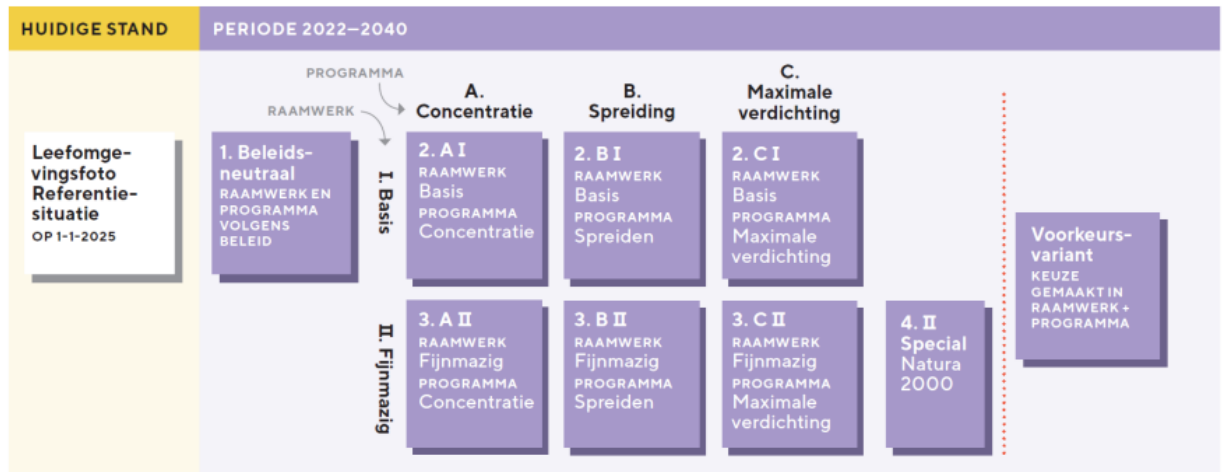 HUIDIGE STAND
PERIODE 2022—2040
PROGRAMMA
RAAMWERK
A.
Concentratie
B.
Spreiding
C.
Maximale
verdichting
Leefomge-
vingsfoto
Referentie-
situatie
OP 1-1-2025
1. Beleids-
neutraal
RAAMWERK EN
PROGRAMMA
VOLGENS
BELEID
I. Basis
2. A I
RAAMWERK
Basis
PROGRAMMA
Concentratie
2. B I
RAAMWERK
Basis
PROGRAMMA
Spreiden
2. C I
RAAMWERK
Basis
PROGRAMMA
Maximale
verdichting
II. Fijnmazig
3. A II
RAAMWERK
Fijnmazig
PROGRAMMA
Concentratie
3. B II
RAAMWERK
Fijnmazig
PROGRAMMA
Spreiden
3. C II
RAAMWERK
Fijnmazig
PROGRAMMA
Maximale
verdichting
4. II
Special
Natura
2000
Voorkeurs-
variant
KEUZE
GEMAAKT IN
RAAMWERK +
PROGRAMMA